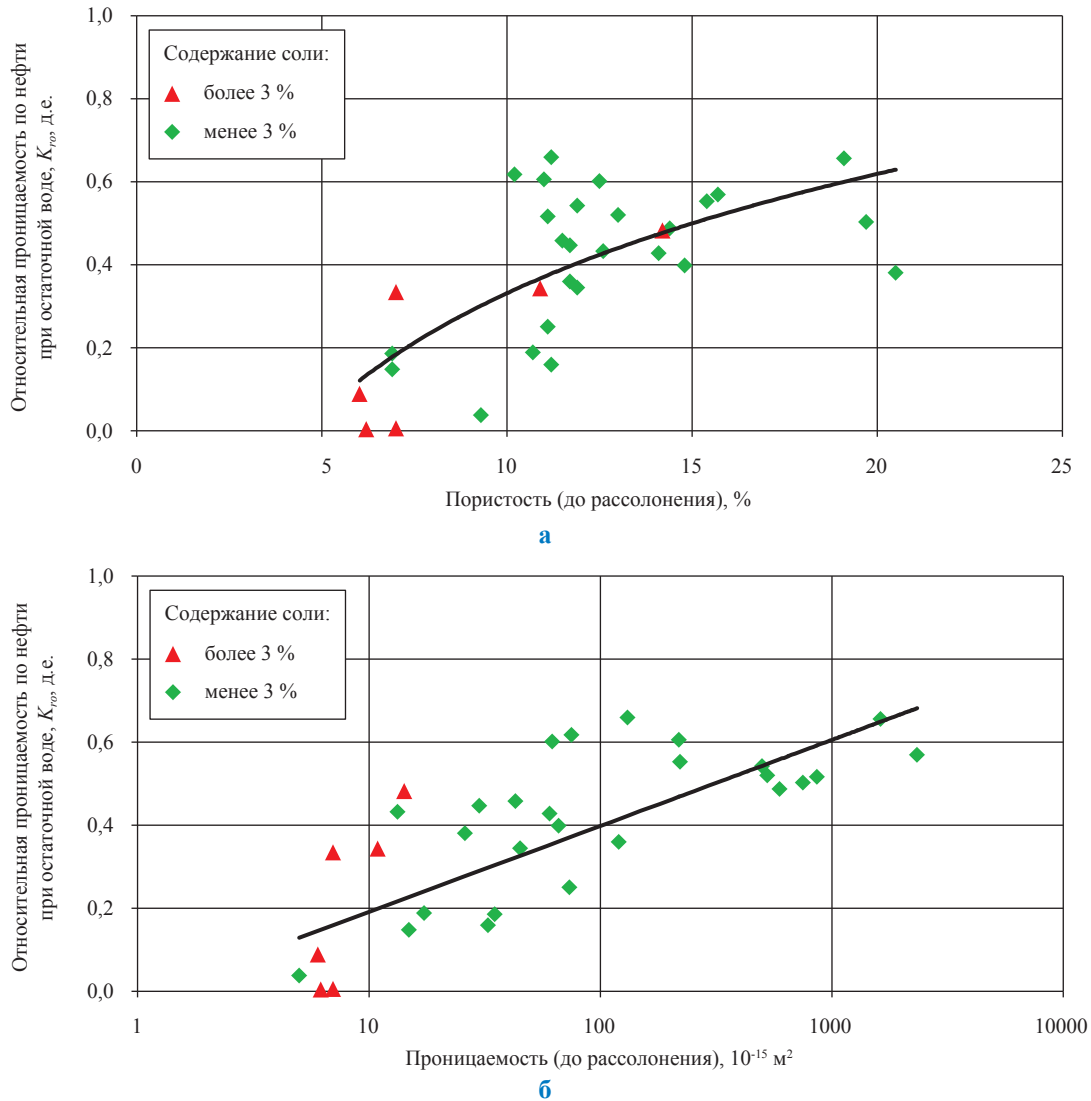 Относительная проницаемость по нефти
при остаточной воде, Kro, д.е.
1,0
0,8
0,6
0,4
0,2
0,0
Содержание соли:
более 3 %
менее 3 %
0
5
10
15
20
25
Пористость (до рассолонения), %
а
Относительная проницаемость по нефти
при остаточной воде, Kro, д.е.
1,0
0,8
0,6
0,4
0,2
0,0
Содержание соли:
более 3 %
менее 3 %
1
10
100
1000
10000
Проницаемость (до рассолонения), 10⁻¹⁵ м²
б